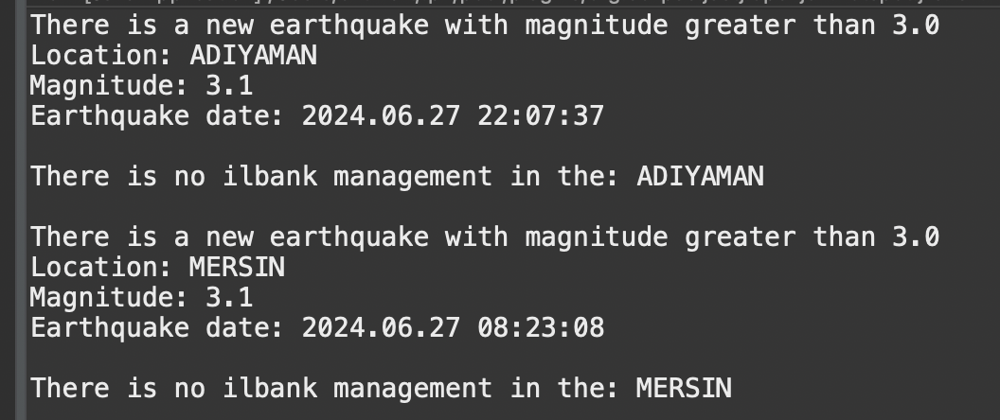 There is a new earthquake with magnitude greater than 3.0
Location: ADIYAMAN
Magnitude: 3.1
Earthquake date: 2024.06.27 22:07:37
There is no ilbank management in the: ADIYAMAN
There is a new earthquake with magnitude greater than 3.0
Location: MERSIN
Magnitude: 3.1
Earthquake date: 2024.06.27 08:23:08
There is no ilbank management in the: MERSIN